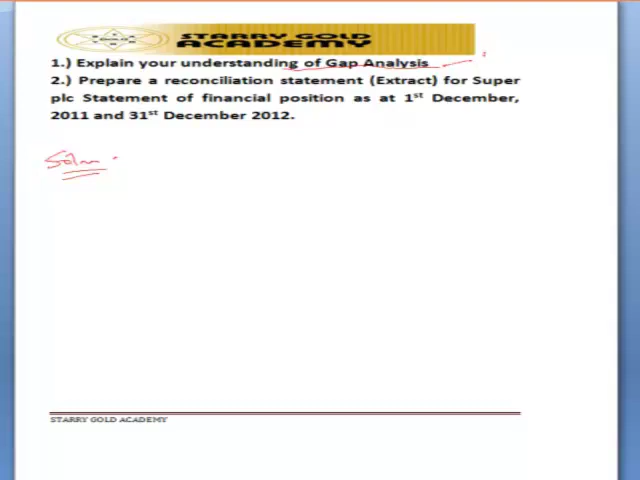 STARRY GOLD
ACADEMY
1.) Explain your understanding of Gap Analysis
2.) Prepare a reconciliation statement (Extract) for Super
plc Statement of financial position as at 1st December,
2011 and 31st December 2012.
Soln
STARRY GOLD ACADEMY